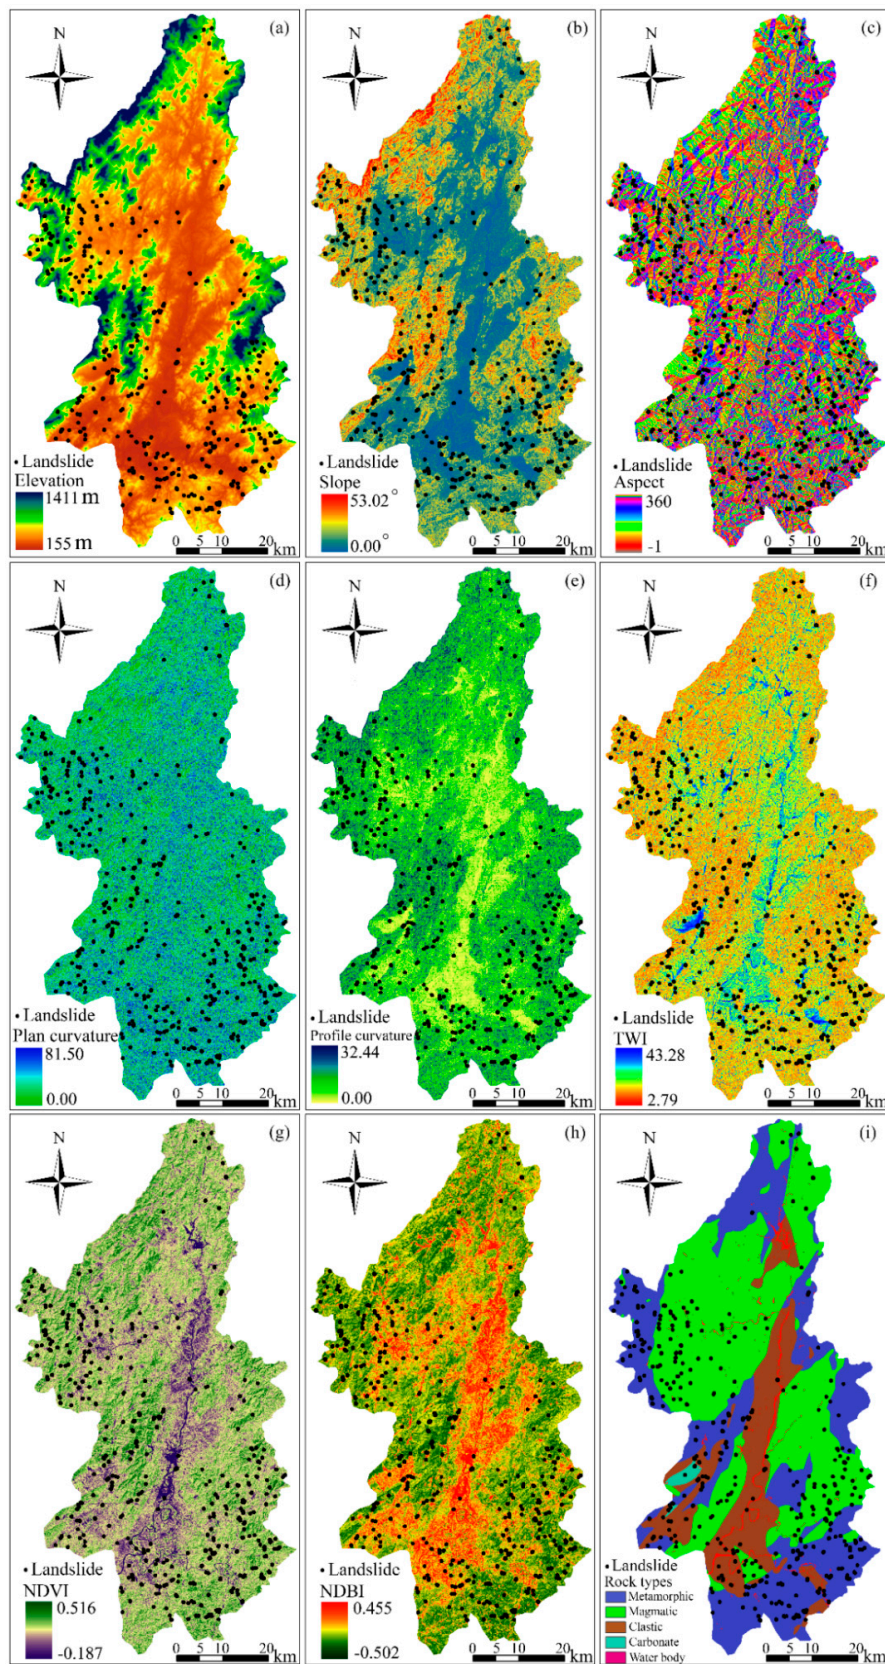 N
(a)
• Landslide
Elevation
1411 m
155 m
0 5 10 20
km
N
(b)
• Landslide
Slope
53.02°
0.00°
0 5 10 20
km
N
(c)
• Landslide
Aspect
360
-1
0 5 10 20
km
N
(d)
• Landslide
Plan curvature
81.50
0.00
0 5 10 20
km
N
(e)
• Landslide
Profile curvature
32.44
0.00
0 5 10 20
km
N
(f)
• Landslide
TWI
43.28
2.79
0 5 10 20
km
N
(g)
• Landslide
NDVI
0.516
-0.187
0 5 10 20
km
N
(h)
• Landslide
NDBI
0.455
-0.502
0 5 10 20
km
N
(i)
• Landslide
Rock types
Metamorphic
Magmatic
Clastic
Carbonate
Water body
0 5 10 20
km